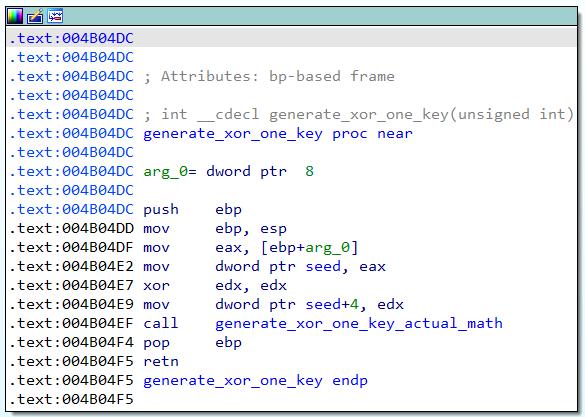 .text:004B04DC
.text:004B04DC
.text:004B04DC ; Attributes: bp-based frame
.text:004B04DC
.text:004B04DC ; int __cdecl generate_xor_one_key(unsigned int)
.text:004B04DC generate_xor_one_key proc near
.text:004B04DC
.text:004B04DC arg_0= dword ptr  8
.text:004B04DC
.text:004B04DC push    ebp
.text:004B04DD mov     ebp, esp
.text:004B04DF mov     eax, [ebp+arg_0]
.text:004B04E2 mov     dword ptr seed, eax
.text:004B04E7 xor     edx, edx
.text:004B04E9 mov     dword ptr seed+4, edx
.text:004B04EF call    generate_xor_one_key_actual_math
.text:004B04F4 pop     ebp
.text:004B04F5 retn
.text:004B04F5 generate_xor_one_key endp
.text:004B04F5